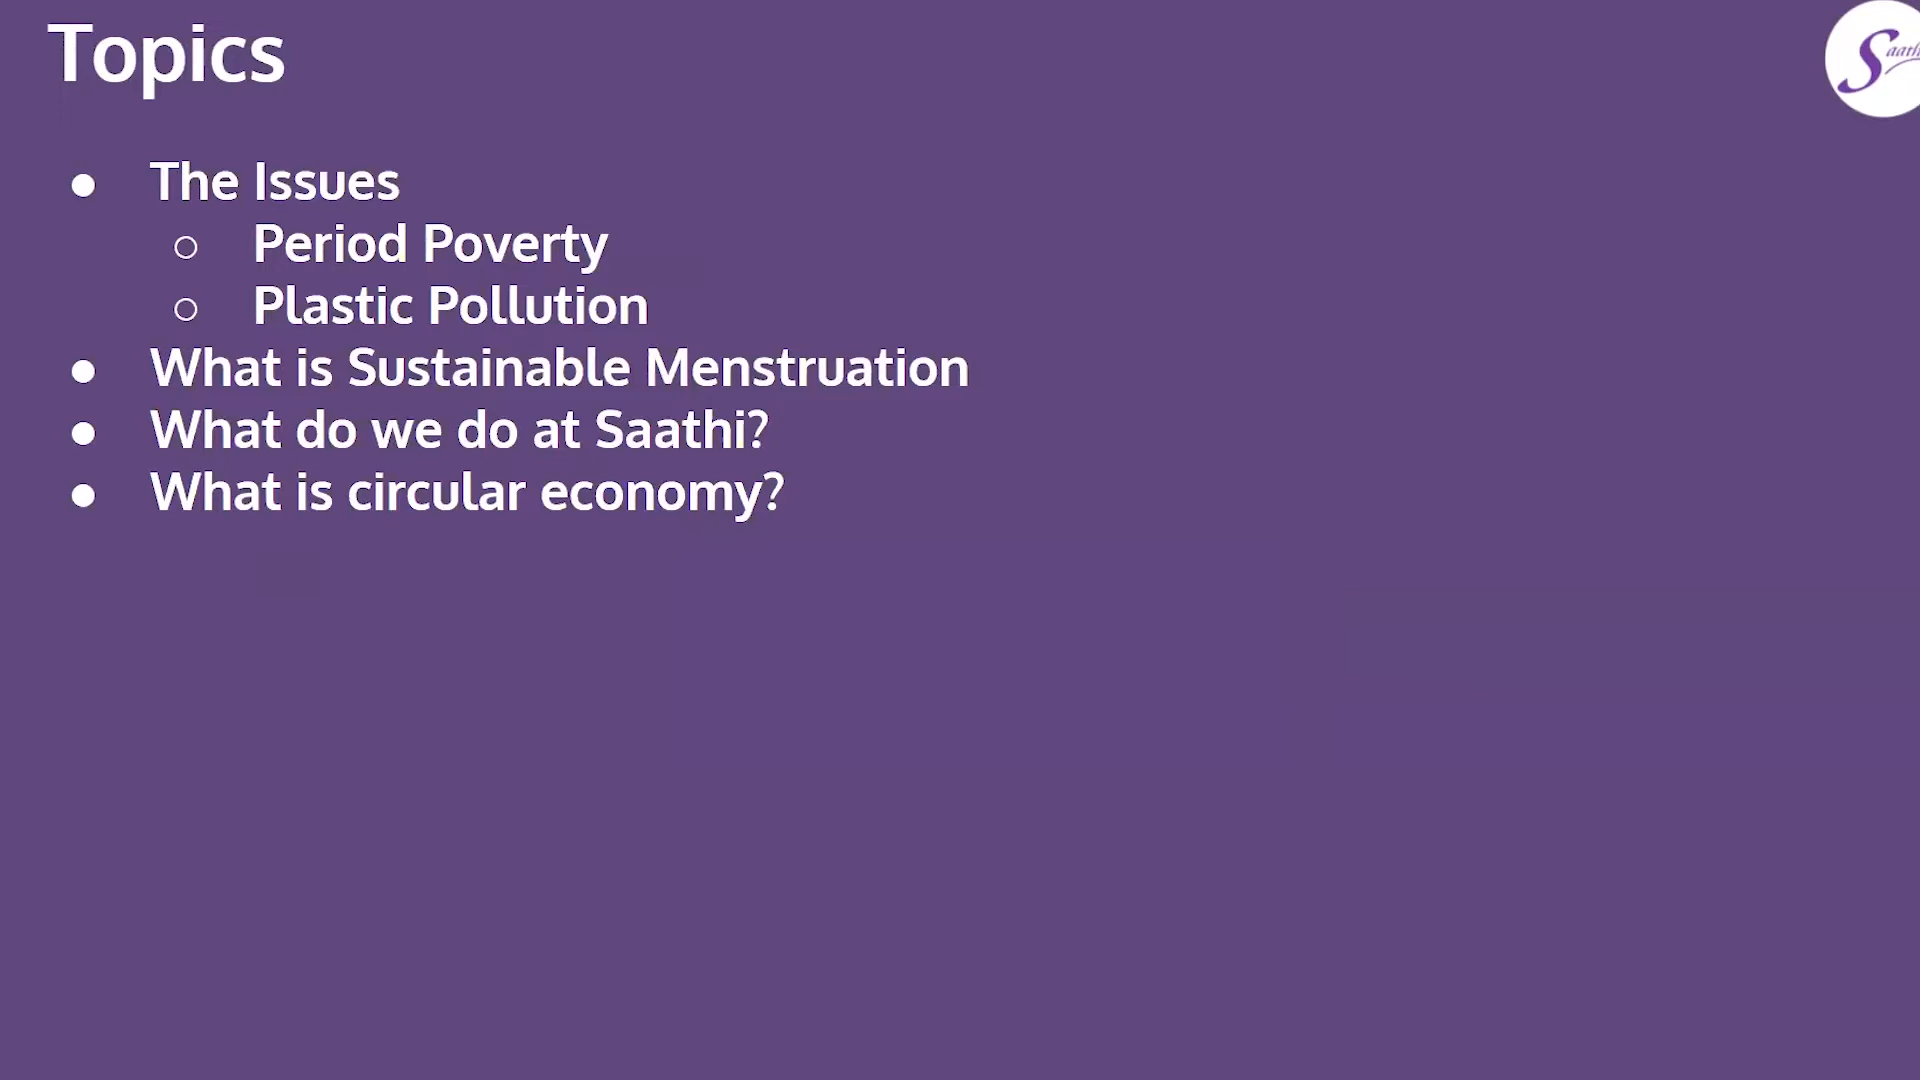 Topics
Saathi
● The Issues
○ Period Poverty
○ Plastic Pollution
● What is Sustainable Menstruation
● What do we do at Saathi?
● What is circular economy?